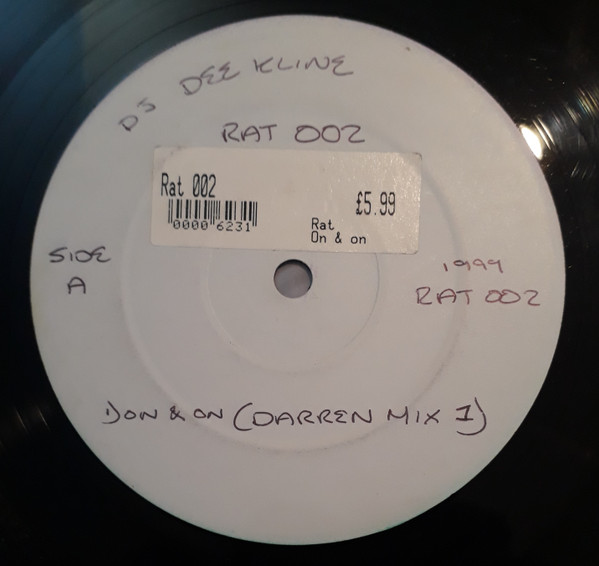 DJ DEE KLINE
RAT 002
Rat 002
£5.99
0000 6231
Rat
On & on
SIDE
A
1999
RAT 002
1) ON & ON (DARREN MIX 1)